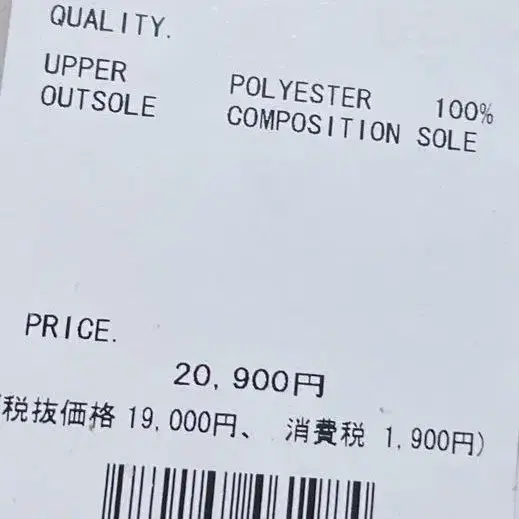 QUALITY.
UPPER POLYESTER 100%
OUTSOLE COMPOSITION SOLE
PRICE.
20,900円
(税抜価格 19,000円、 消費税 1,900円)